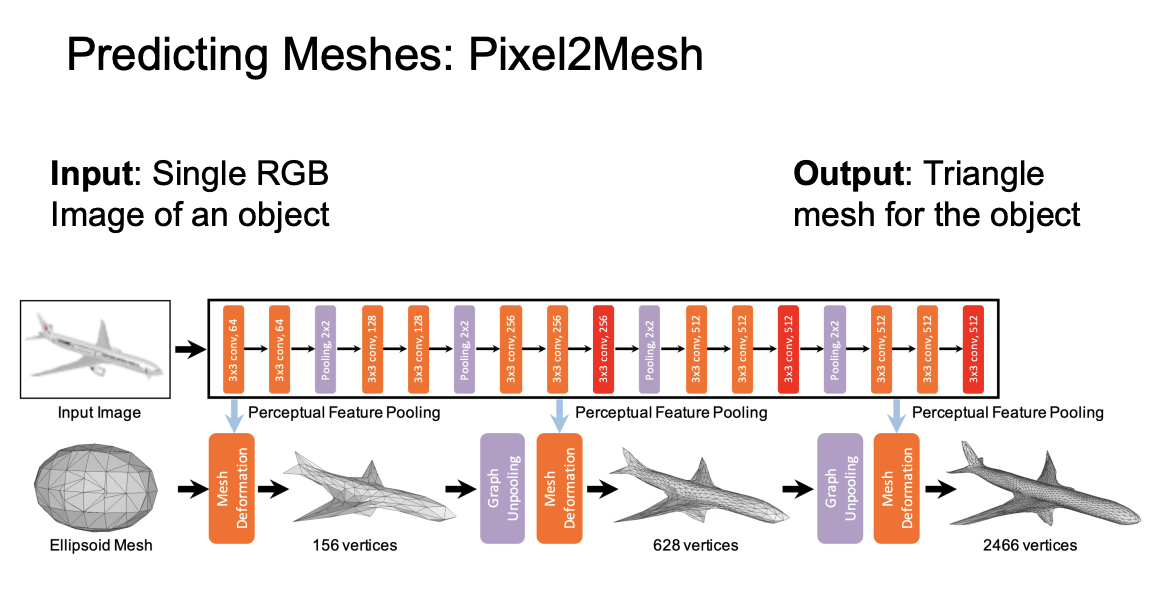 Predicting Meshes: Pixel2Mesh
Input: Single RGB
Image of an object
Output: Triangle
mesh for the object
3x3 conv, 64
3x3 conv, 64
Pooling, 2x2
3x3 conv, 128
3x3 conv, 128
Pooling, 2x2
3x3 conv, 256
3x3 conv, 256
3x3 conv, 256
Pooling, 2x2
3x3 conv, 512
3x3 conv, 512
3x3 conv, 512
Pooling, 2x2
3x3 conv, 512
3x3 conv, 512
3x3 conv, 512
Input Image
Perceptual Feature Pooling
Perceptual Feature Pooling
Perceptual Feature Pooling
Mesh
Deformation
Graph
Unpooling
Mesh
Deformation
Graph
Unpooling
Mesh
Deformation
Ellipsoid Mesh
156 vertices
628 vertices
2466 vertices